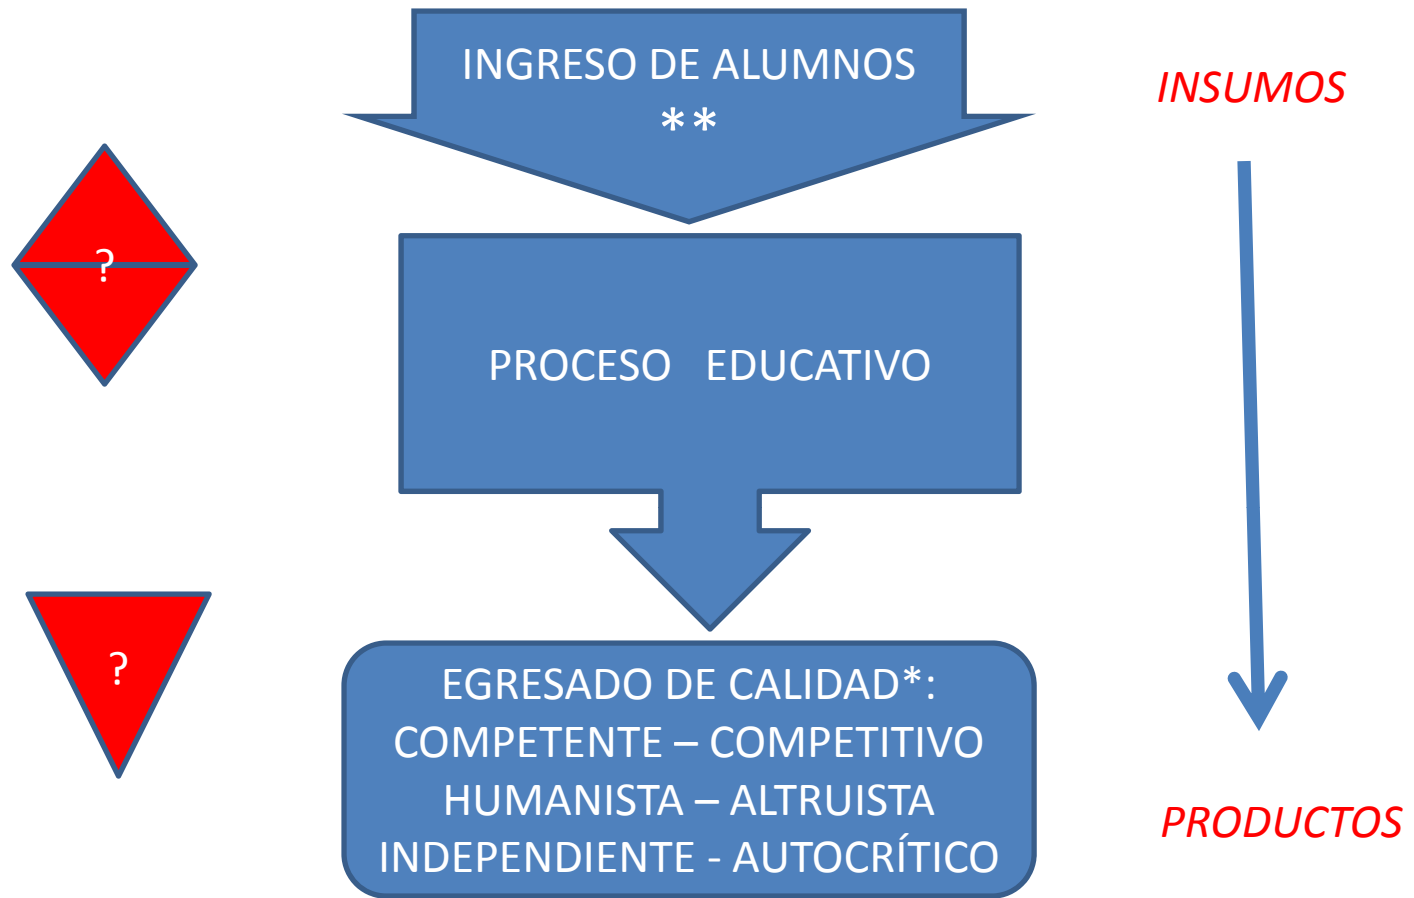 INGRESO DE ALUMNOS
**
INSUMOS
?
PROCESO EDUCATIVO
?
EGRESADO DE CALIDAD*:
COMPETENTE – COMPETITIVO
HUMANISTA – ALTRUISTA
INDEPENDIENTE - AUTOCRÍTICO
PRODUCTOS